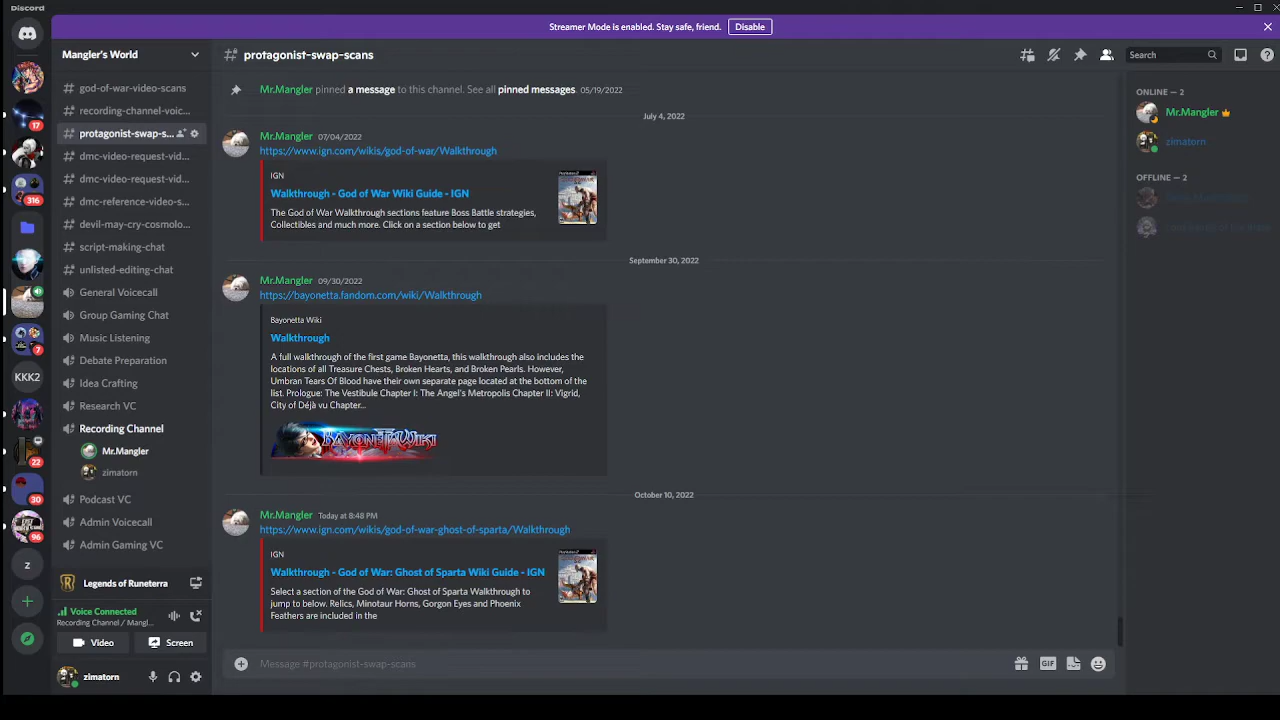 Discord
Streamer Mode is enabled. Stay safe, friend.
Disable
Mangler's World
protagonist-swap-scans
Search
god-of-war-video-scans
recording-channel-voic...
protagonist-swap-s...
dmc-video-request-vid...
dmc-video-request-vid...
dmc-reference-video-s...
devil-may-cry-cosmolo...
script-making-chat
unlisted-editing-chat
General Voicecall
Group Gaming Chat
Music Listening
Debate Preparation
Idea Crafting
Research VC
Recording Channel
Mr.Mangler
zimatorn
Podcast VC
Admin Voicecall
Admin Gaming VC
Legends of Runeterra
Voice Connected
Recording Channel / Mangl...
Video
Screen
zimatorn
17
316
7
KKK2
22
30
96
z
Mr.Mangler pinned a message to this channel. See all pinned messages. 05/19/2022
July 4, 2022
Mr.Mangler 07/04/2022
https://www.ign.com/wikis/god-of-war/Walkthrough
IGN
Walkthrough - God of War Wiki Guide - IGN
The God of War Walkthrough sections feature Boss Battle strategies,
Collectibles and much more. Click on a section below to get
September 30, 2022
Mr.Mangler 09/30/2022
https://bayonetta.fandom.com/wiki/Walkthrough
Bayonetta Wiki
Walkthrough
A full walkthrough of the first game Bayonetta, this walkthrough also includes the
locations of all Treasure Chests, Broken Hearts, and Broken Pearls. However,
Umbran Tears Of Blood have their own separate page located at the bottom of the
list. Prologue: The Vestibule Chapter I: The Angel's Metropolis Chapter II: Vigrid,
City of Déjà vu Chapter...
BAYONETTA WIKI
October 10, 2022
Mr.Mangler Today at 8:48 PM
https://www.ign.com/wikis/god-of-war-ghost-of-sparta/Walkthrough
IGN
Walkthrough - God of War: Ghost of Sparta Wiki Guide - IGN
Select a section of the God of War: Ghost of Sparta Walkthrough to
jump to below. Relics, Minotaur Horns, Gorgon Eyes and Phoenix
Feathers are included in the
Message #protagonist-swap-scans
GIF
ONLINE — 2
Mr.Mangler
zimatorn
OFFLINE — 2